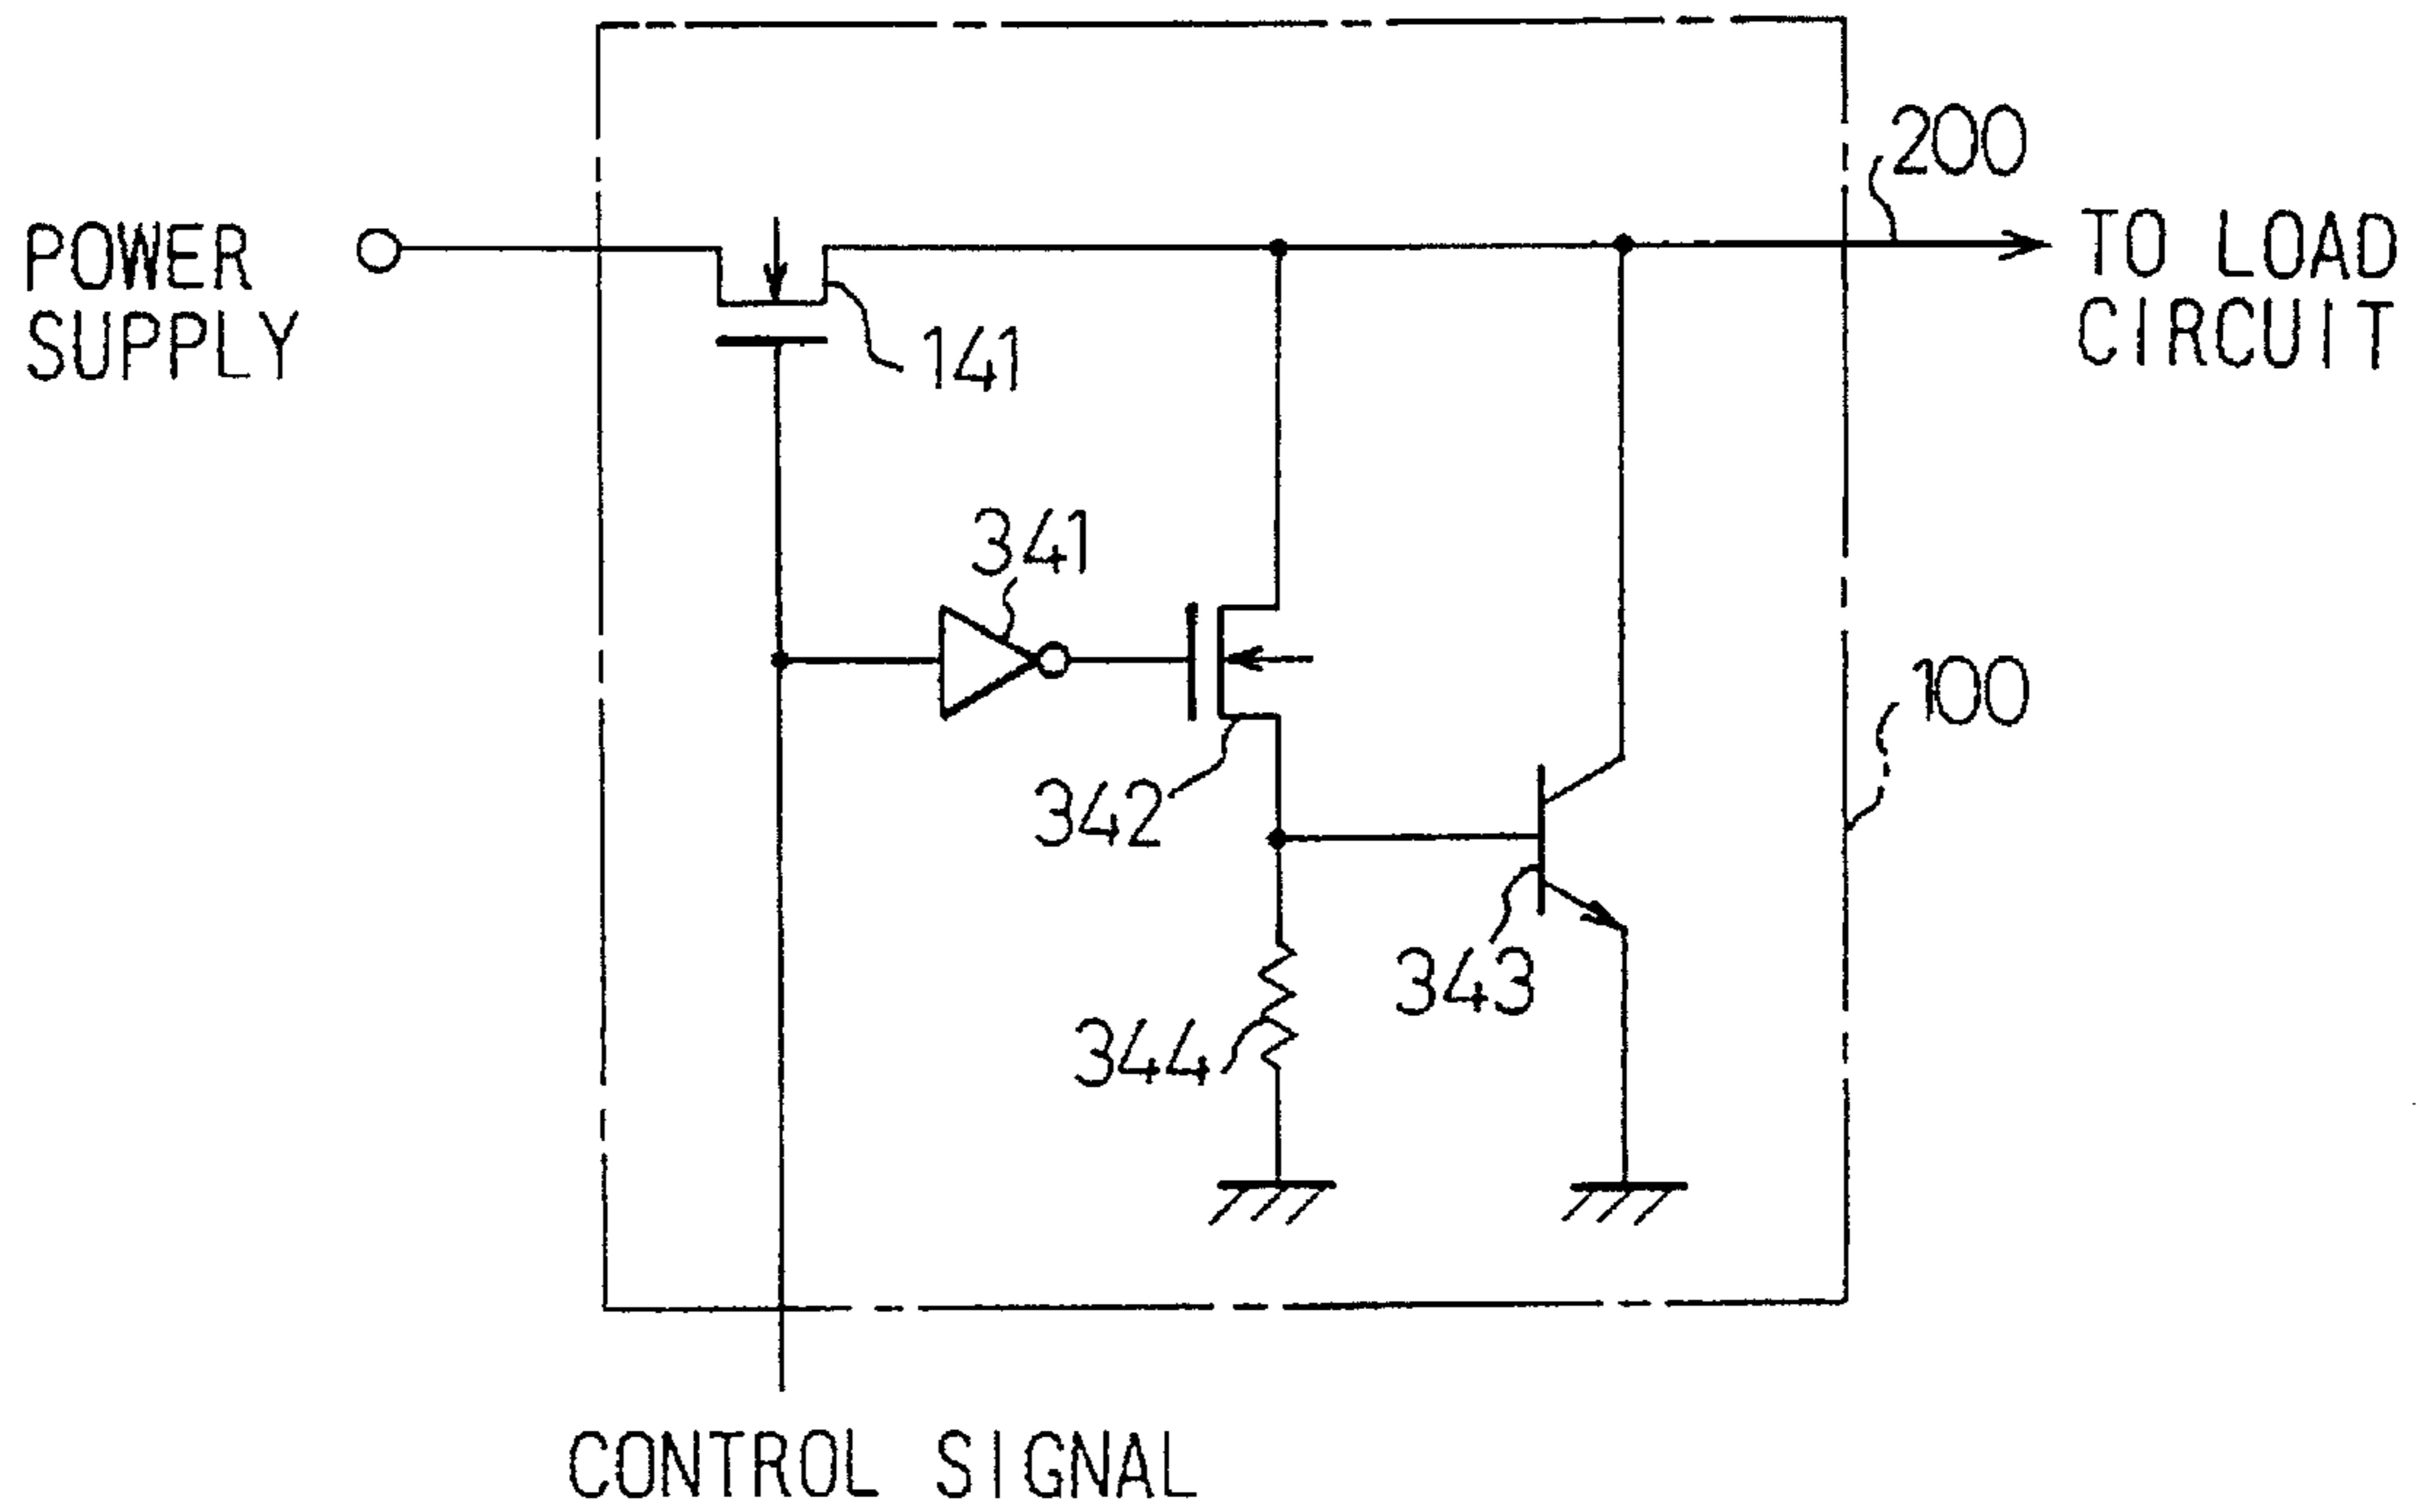 200
POWER
SUPPLY
TO LOAD
CIRCUIT
141
341
100
342
343
344
CONTROL SIGNAL